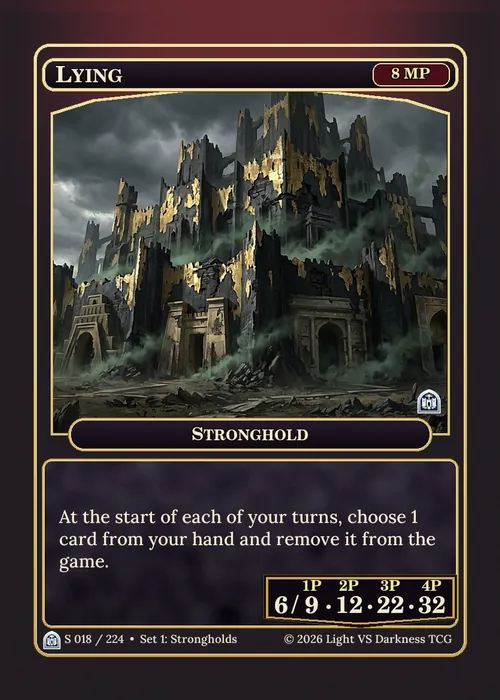 Lying
8 MP
Stronghold
At the start of each of your turns, choose 1
card from your hand and remove it from the
game.
1P 2P 3P 4P
6 / 9 · 12 · 22 · 32
S 018 / 224 • Set 1: Strongholds © 2026 Light VS Darkness TCG